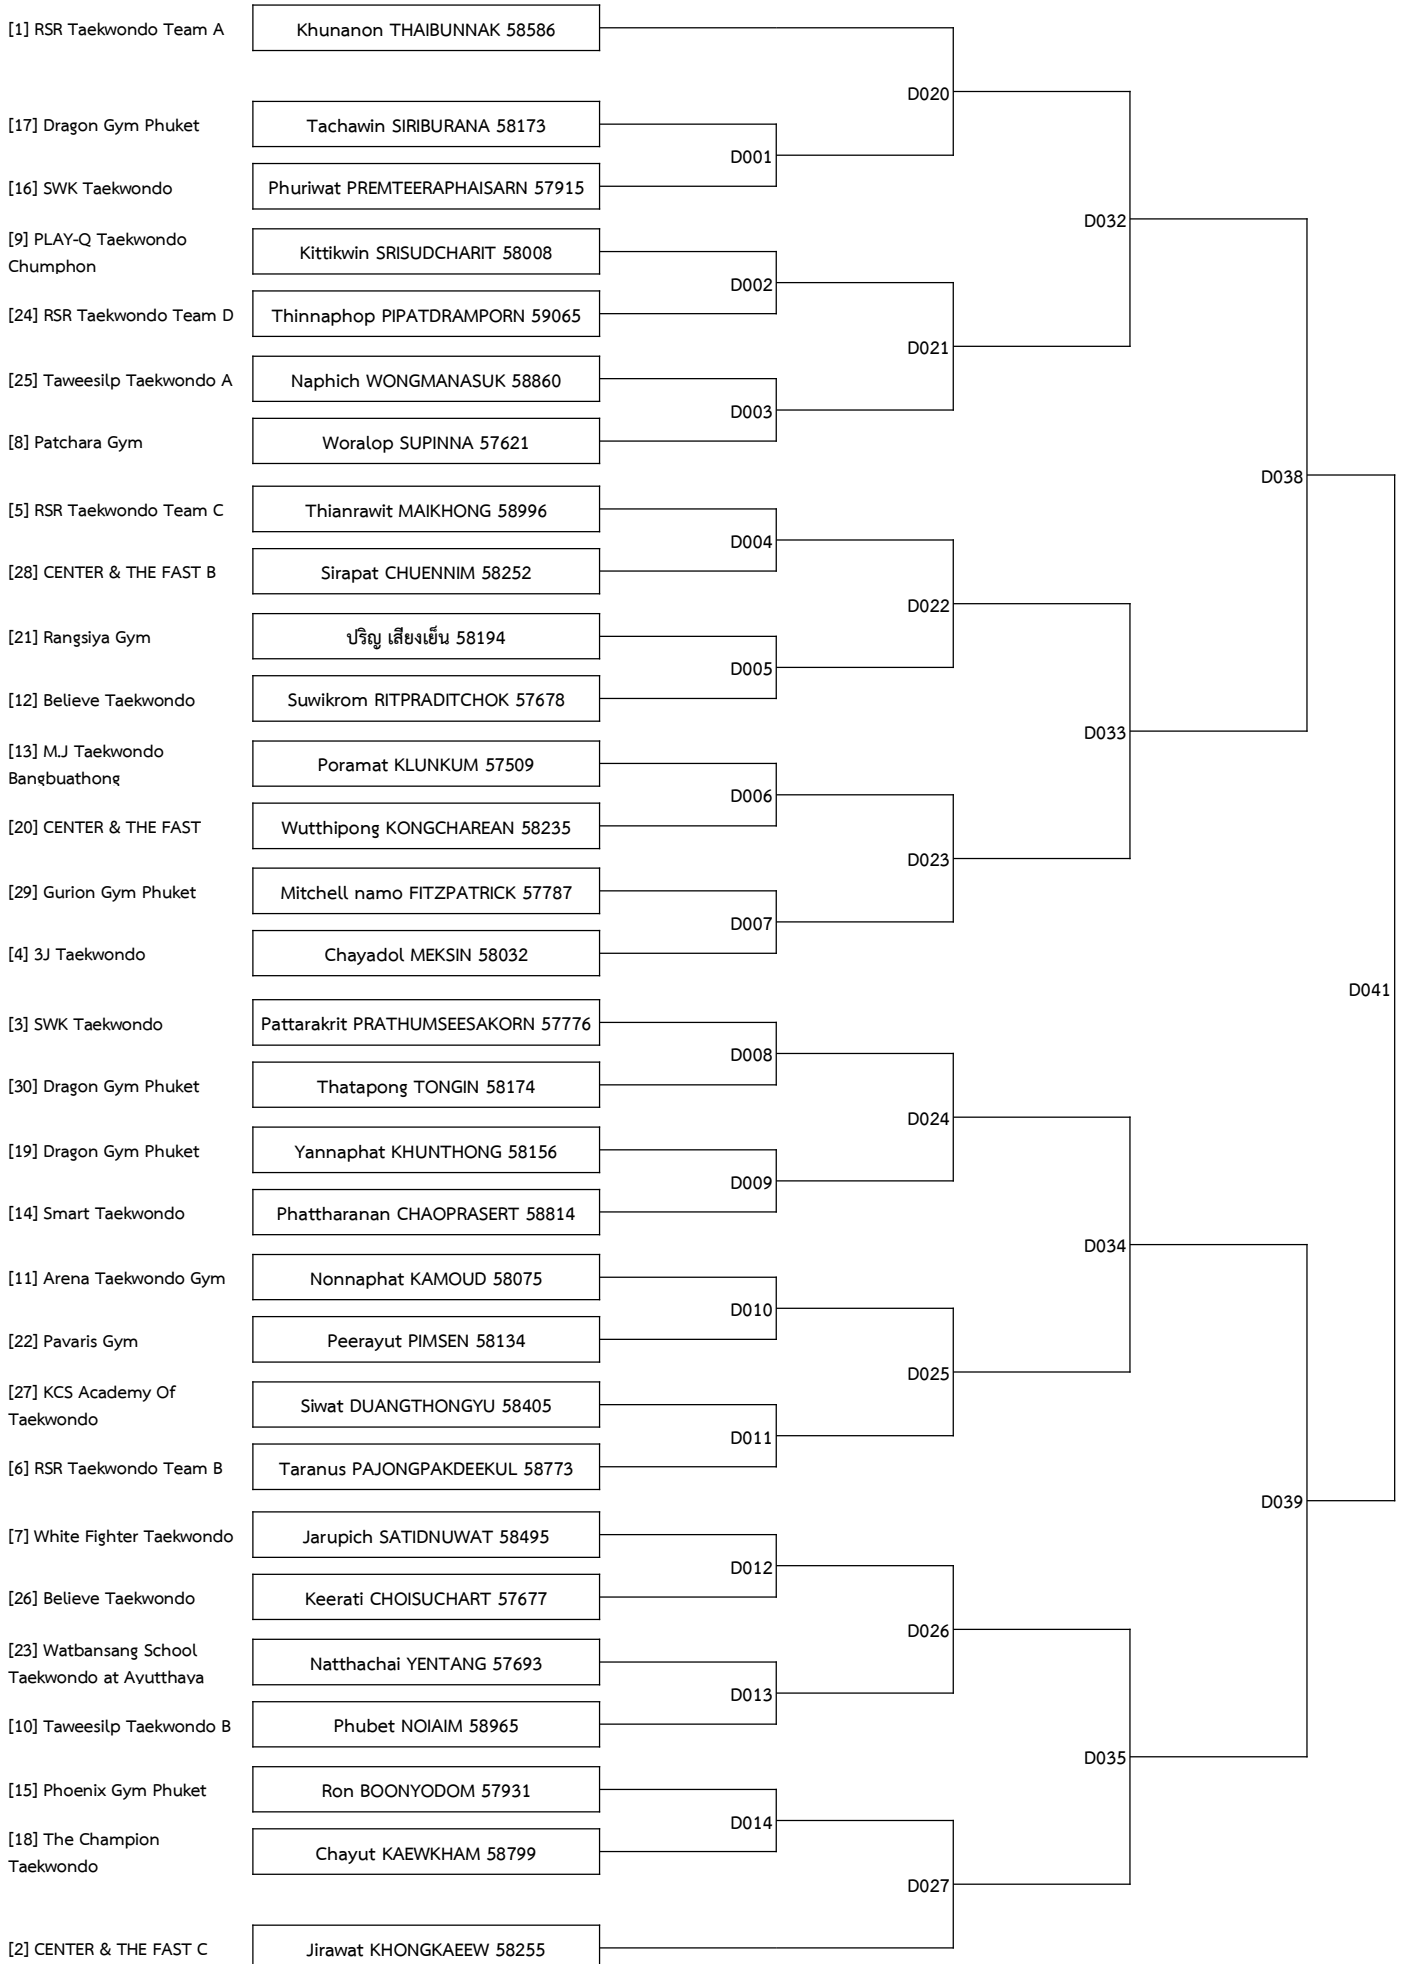 [1] RSR Taekwondo Team A
Khunanon THAIBUNNAK 58586
D020
[17] Dragon Gym Phuket
Tachawin SIRIBURANA 58173
D001
[16] SWK Taekwondo
Phuriwat PREMTEERAPHAISARN 57915
D032
[9] PLAY-Q Taekwondo
Chumphon
Kittikwin SRISUDCHARIT 58008
D002
[24] RSR Taekwondo Team D
Thinnaphop PIPATDRAMPORN 59065
D021
[25] Taweesilp Taekwondo A
Naphich WONGMANASUK 58860
D003
[8] Patchara Gym
Woralop SUPINNA 57621
D038
[5] RSR Taekwondo Team C
Thianrawit MAIKHONG 58996
D004
[28] CENTER & THE FAST B
Sirapat CHUENNIM 58252
D022
[21] Rangsiya Gym
ปริญ เสียงเย็น 58194
D005
[12] Believe Taekwondo
Suwikrom RITPRADITCHOK 57678
D033
[13] M.J Taekwondo
Bangbuathong
Poramat KLUNKUM 57509
D006
[20] CENTER & THE FAST
Wutthipong KONGCHAREAN 58235
D023
[29] Gurion Gym Phuket
Mitchell namo FITZPATRICK 57787
D007
[4] 3J Taekwondo
Chayadol MEKSIN 58032
D041
[3] SWK Taekwondo
Pattarakrit PRATHUMSEESAKORN 57776
D008
[30] Dragon Gym Phuket
Thatapong TONGIN 58174
D024
[19] Dragon Gym Phuket
Yannaphat KHUNTHONG 58156
D009
[14] Smart Taekwondo
Phattharanan CHAOPRASERT 58814
D034
[11] Arena Taekwondo Gym
Nonnaphat KAMOUD 58075
D010
[22] Pavaris Gym
Peerayut PIMSEN 58134
D025
[27] KCS Academy Of
Taekwondo
Siwat DUANGTHONGYU 58405
D011
[6] RSR Taekwondo Team B
Taranus PAJONGPAKDEEKUL 58773
D039
[7] White Fighter Taekwondo
Jarupich SATIDNUWAT 58495
D012
[26] Believe Taekwondo
Keerati CHOISUCHART 57677
D026
[23] Watbansang School
Taekwondo at Ayutthaya
Natthachai YENTANG 57693
D013
[10] Taweesilp Taekwondo B
Phubet NOIAIM 58965
D035
[15] Phoenix Gym Phuket
Ron BOONYODOM 57931
D014
[18] The Champion
Taekwondo
Chayut KAEWKHAM 58799
D027
[2] CENTER & THE FAST C
Jirawat KHONGKAEEW 58255